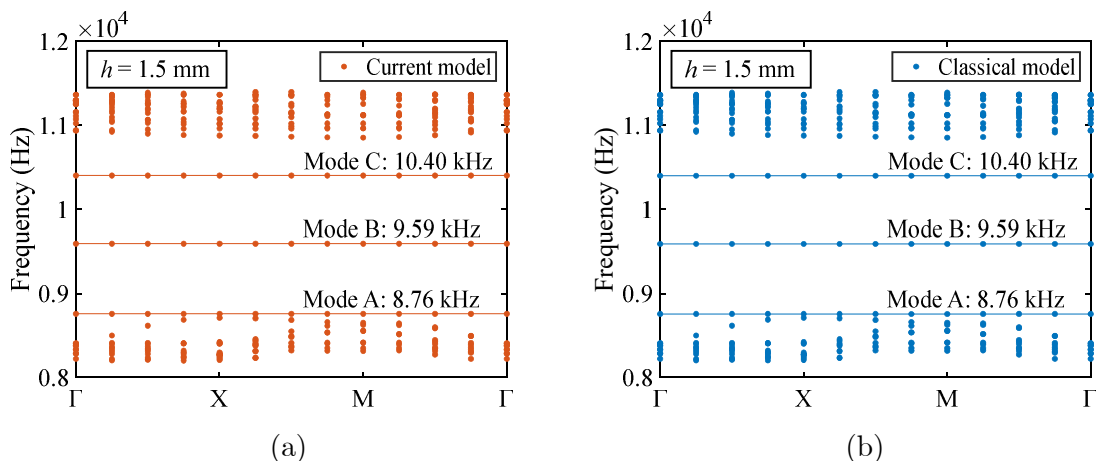 ×10⁴
h = 1.5 mm
Current model
Frequency (Hz)
1.2
1.1
1
0.9
0.8
Mode C: 10.40 kHz
Mode B: 9.59 kHz
Mode A: 8.76 kHz
Γ X M Γ
(a)
×10⁴
h = 1.5 mm
Classical model
Frequency (Hz)
1.2
1.1
1
0.9
0.8
Mode C: 10.40 kHz
Mode B: 9.59 kHz
Mode A: 8.76 kHz
Γ X M Γ
(b)